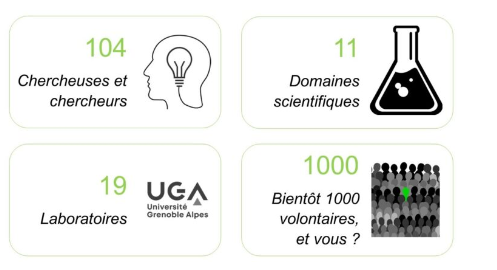 104
Chercheuses et
chercheurs
11
Domaines
scientifiques
19
Laboratoires
UGA
Université
Grenoble Alpes
1000
Bientôt 1000
volontaires,
et vous ?